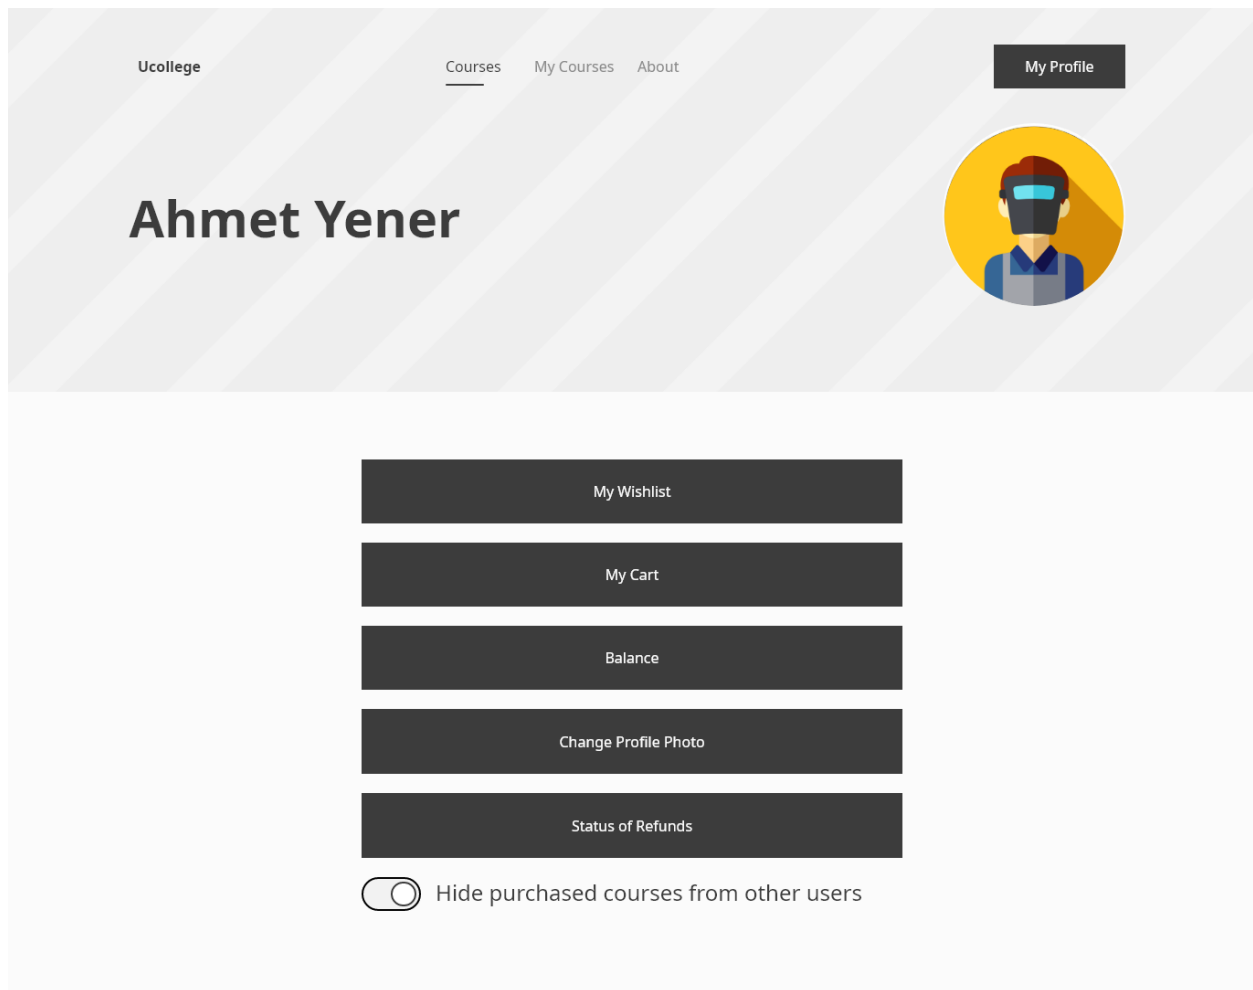 Ucollege
Courses My Courses About
My Profile
Ahmet Yener
My Wishlist
My Cart
Balance
Change Profile Photo
Status of Refunds
Hide purchased courses from other users